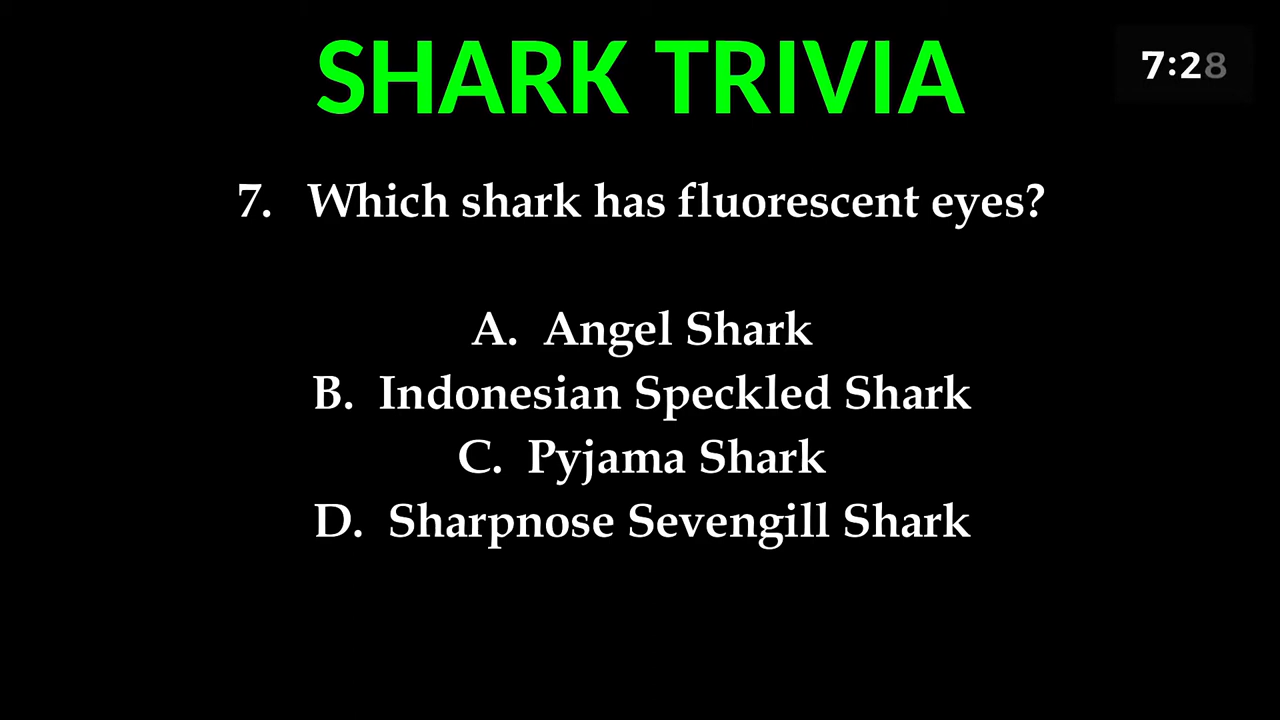 SHARK TRIVIA
7:28
7. Which shark has fluorescent eyes?
A. Angel Shark
B. Indonesian Speckled Shark
C. Pyjama Shark
D. Sharpnose Sevengill Shark